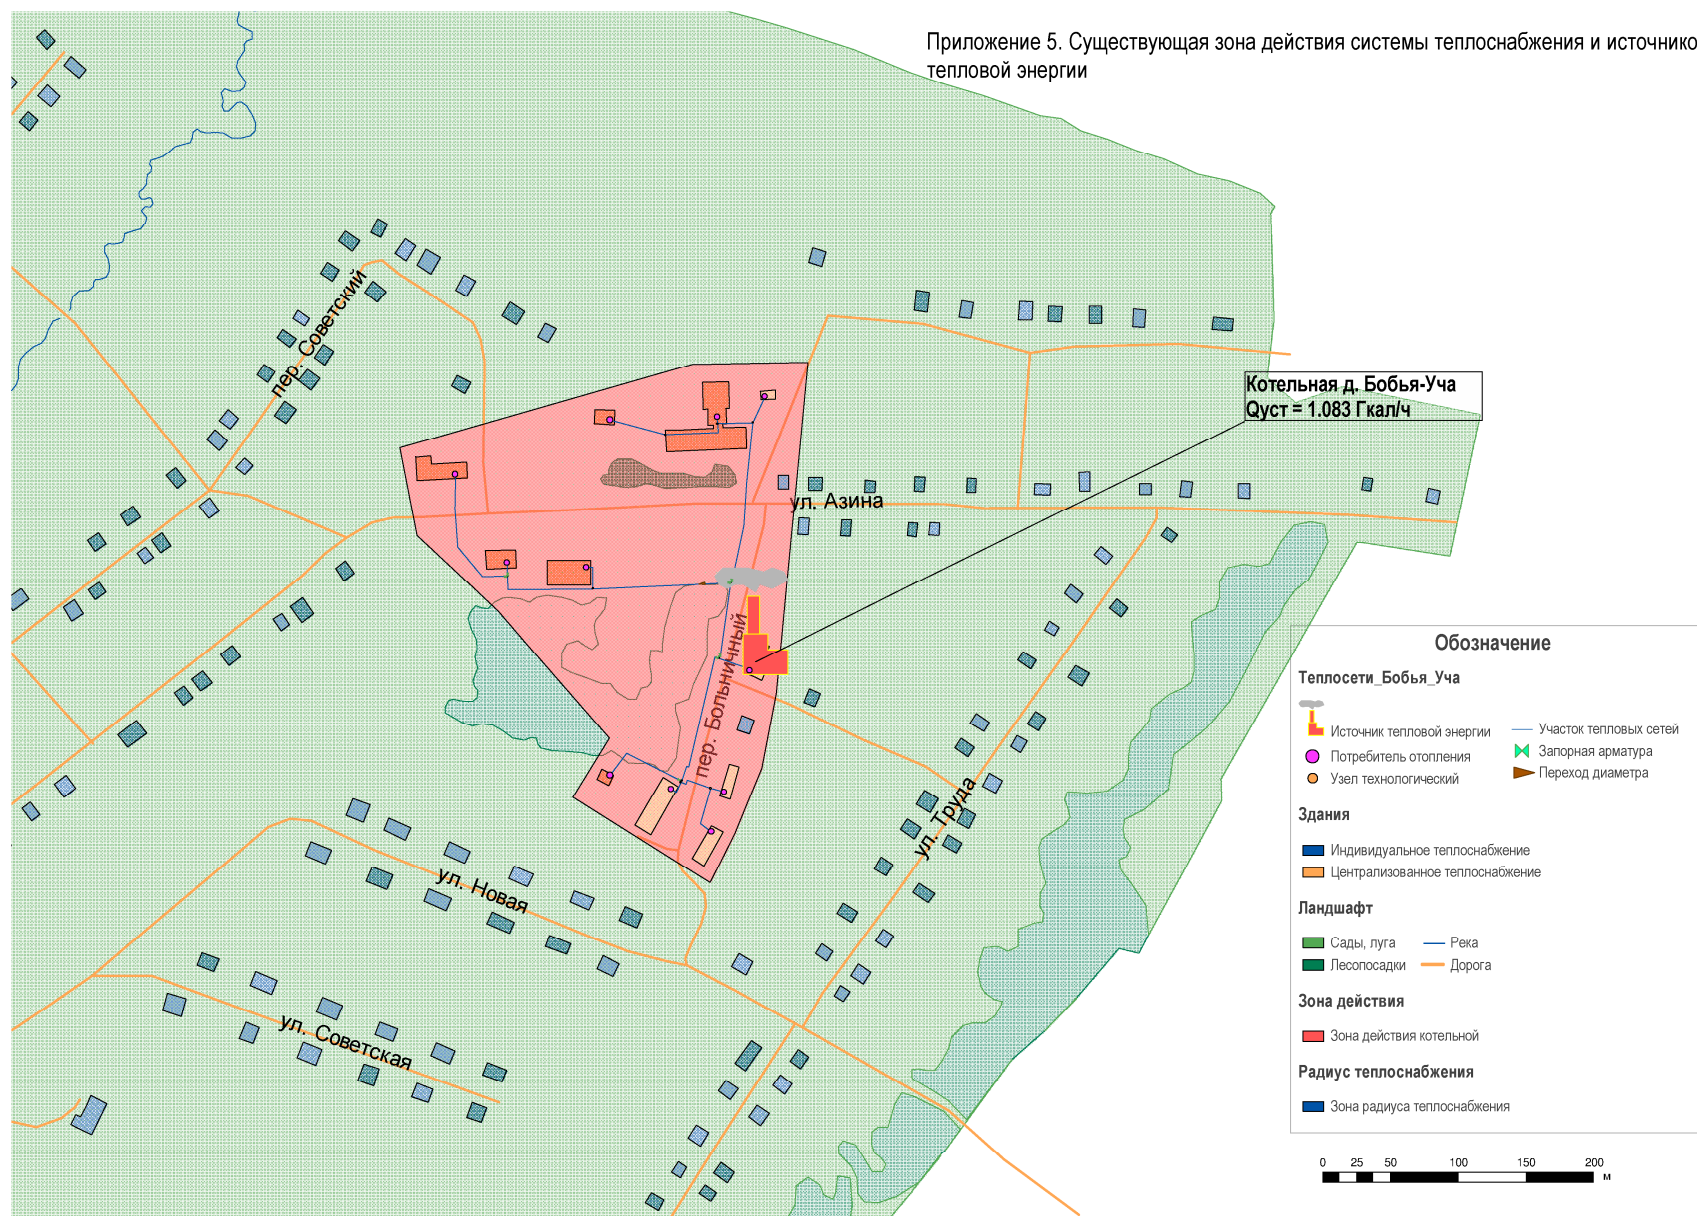 Приложение 5. Существующая зона действия системы теплоснабжения и источнико
тепловой энергии
пер. Советский
Котельная д. Бобья-Уча
Qуст = 1.083 Гкал/ч
ул. Азина
пер. Больничный
ул. Труда
ул. Новая
ул. Советская
Обозначение
Теплосети_Бобья_Уча
Источник тепловой энергии
Потребитель отопления
Узел технологический
Участок тепловых сетей
Запорная арматура
Переход диаметра
Здания
Индивидуальное теплоснабжение
Централизованное теплоснабжение
Ландшафт
Сады, луга
Река
Лесопосадки
Дорога
Зона действия
Зона действия котельной
Радиус теплоснабжения
Зона радиуса теплоснабжения
0 25 50 100 150 200
м